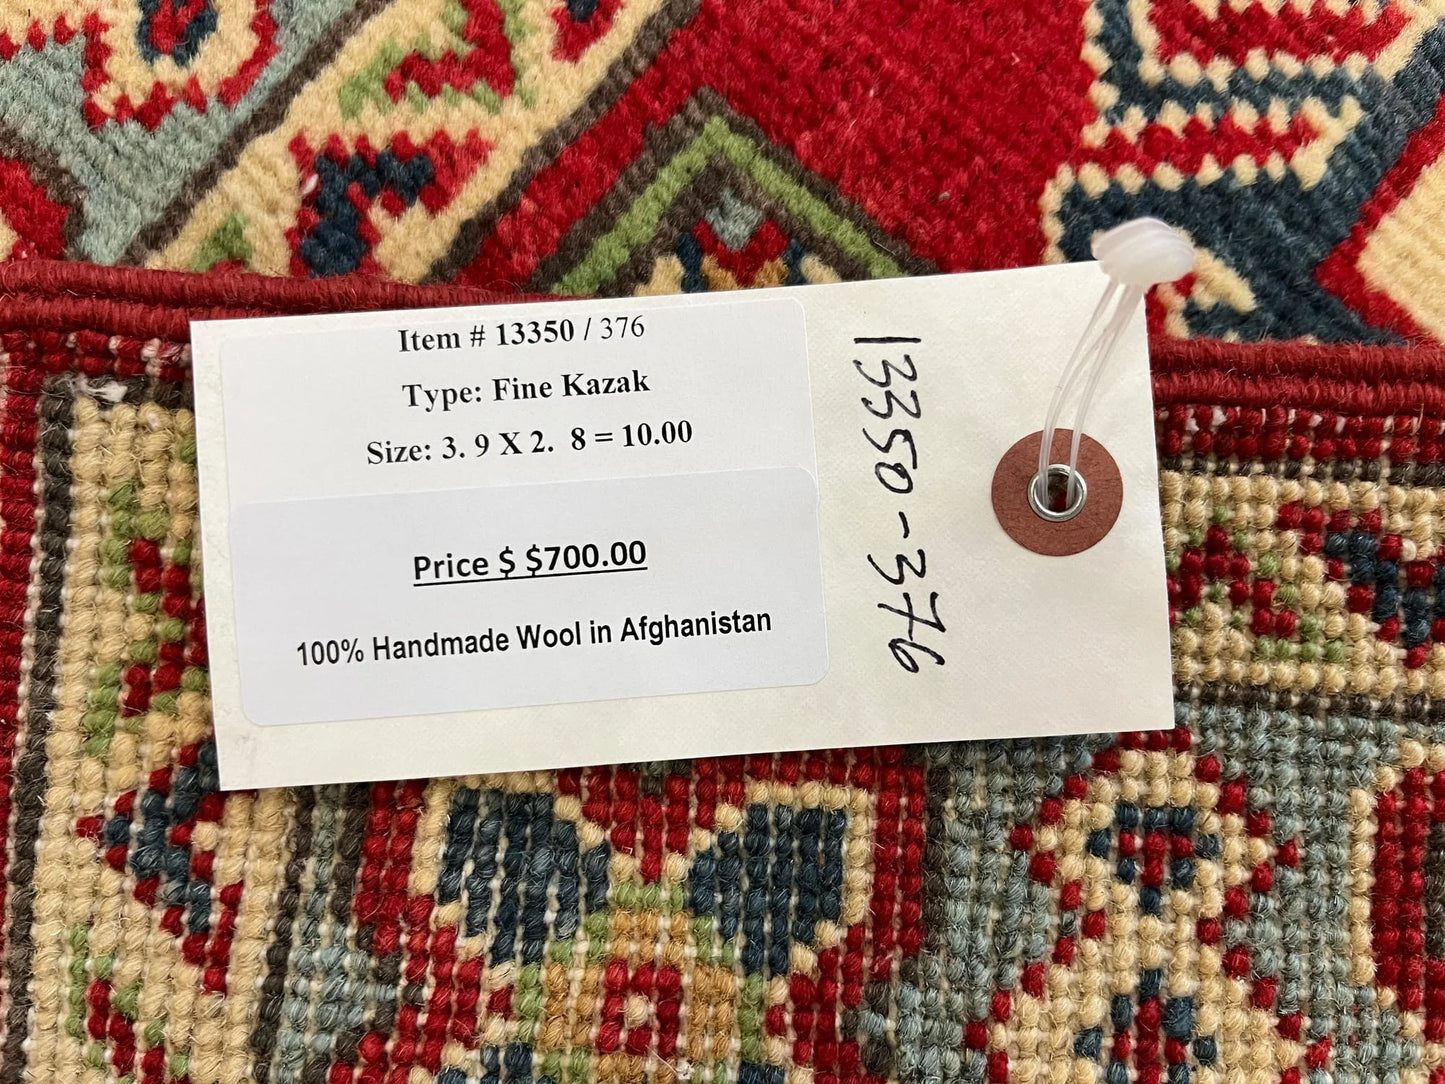 Item # 13350 / 376
Type: Fine Kazak
Size: 3. 9 X 2.  8 = 10.00
Price $ $700.00
100% Handmade Wool in Afghanistan
13350-376